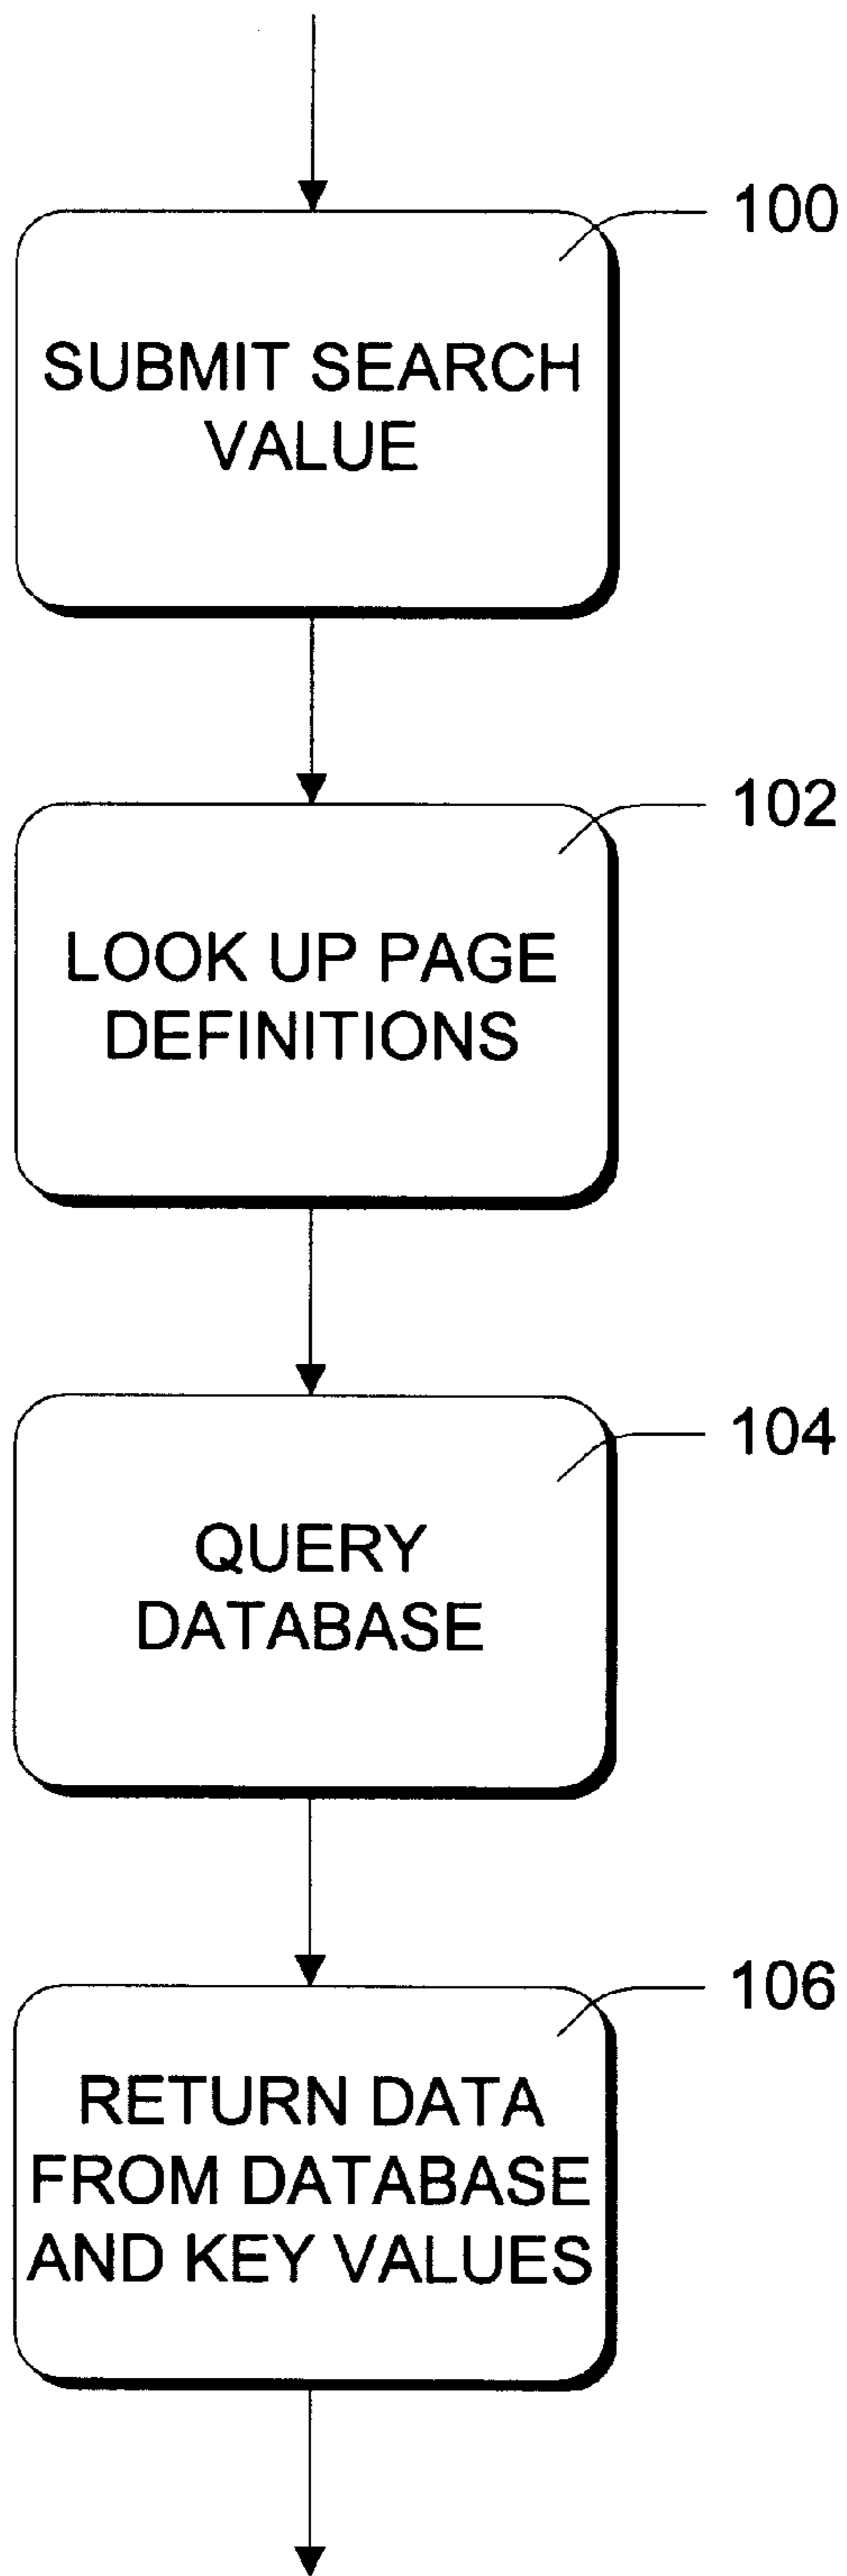 100
SUBMIT SEARCH
VALUE
102
LOOK UP PAGE
DEFINITIONS
104
QUERY
DATABASE
106
RETURN DATA
FROM DATABASE
AND KEY VALUES